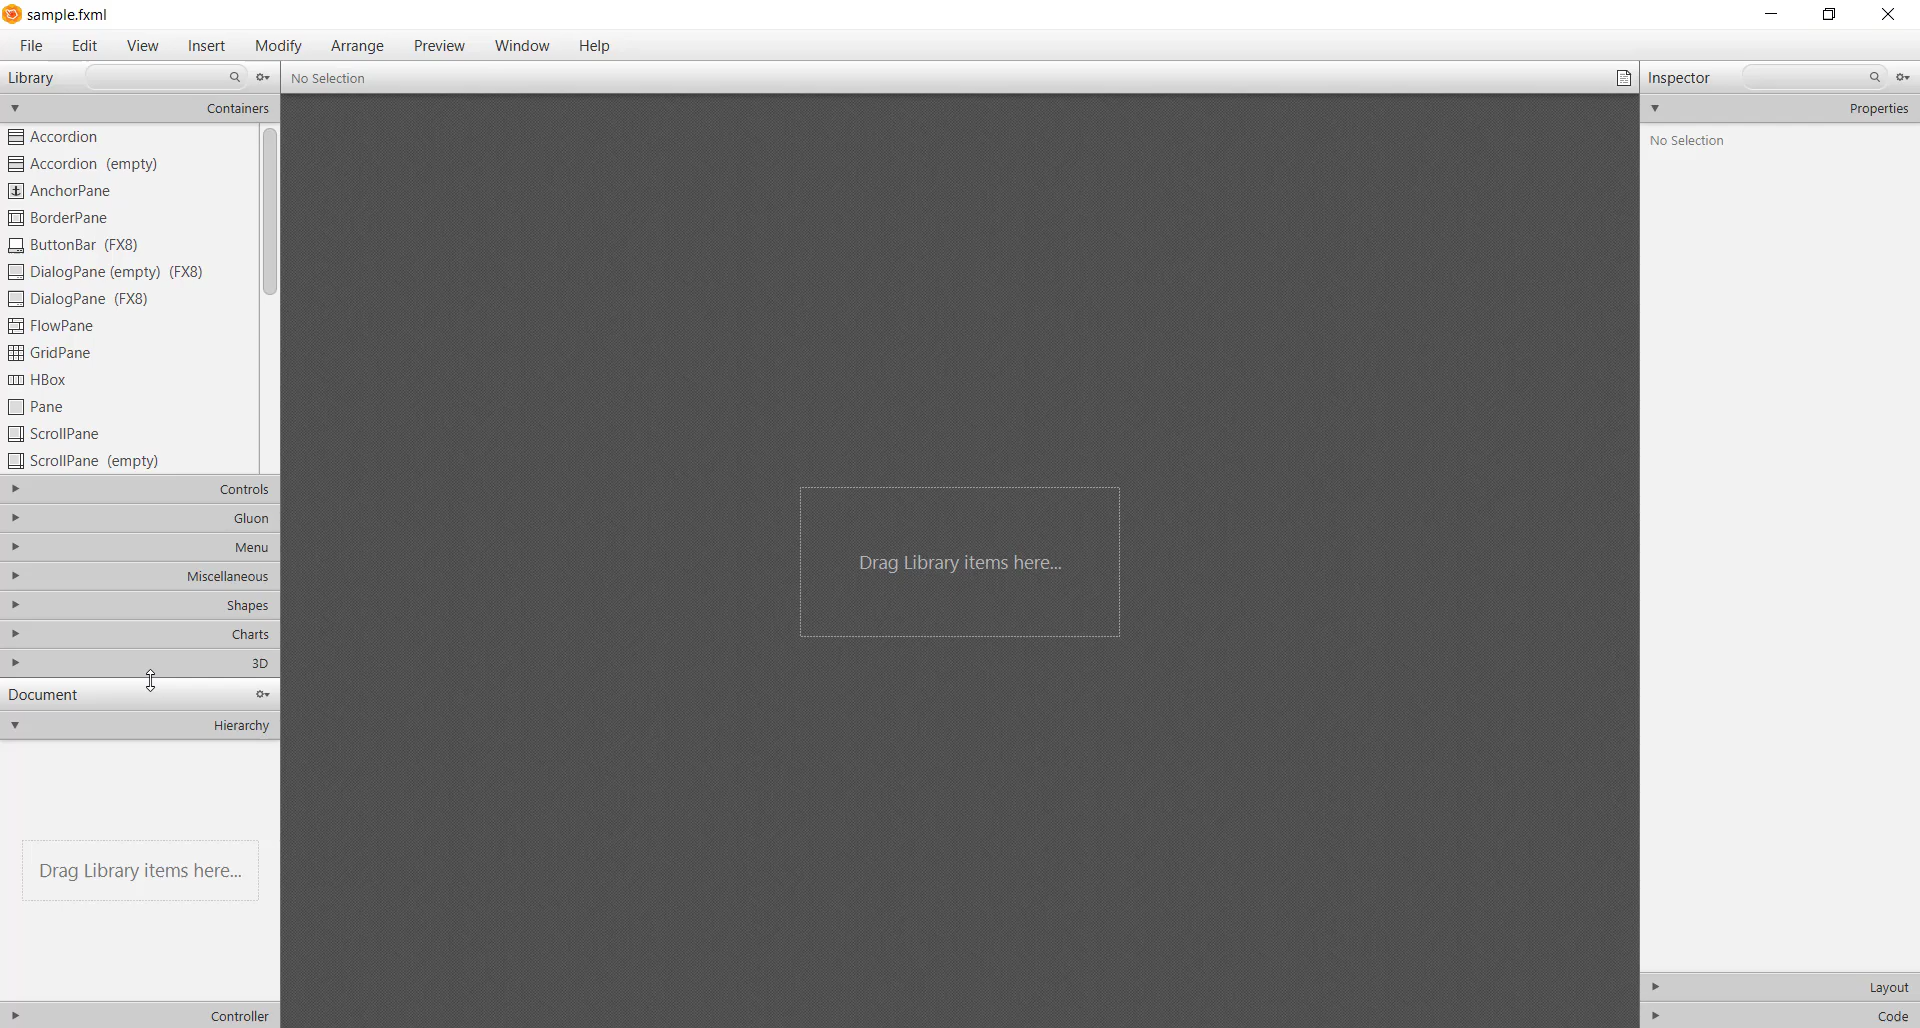 sample.fxml
File Edit View Insert Modify Arrange Preview Window Help
Library
No Selection
Inspector
Containers
Accordion
Accordion (empty)
AnchorPane
BorderPane
ButtonBar (FX8)
DialogPane (empty) (FX8)
DialogPane (FX8)
FlowPane
GridPane
HBox
Pane
ScrollPane
ScrollPane (empty)
Controls
Gluon
Menu
Miscellaneous
Shapes
Charts
3D
Document
Hierarchy
Drag Library items here...
Controller
Drag Library items here...
Properties
No Selection
Layout
Code